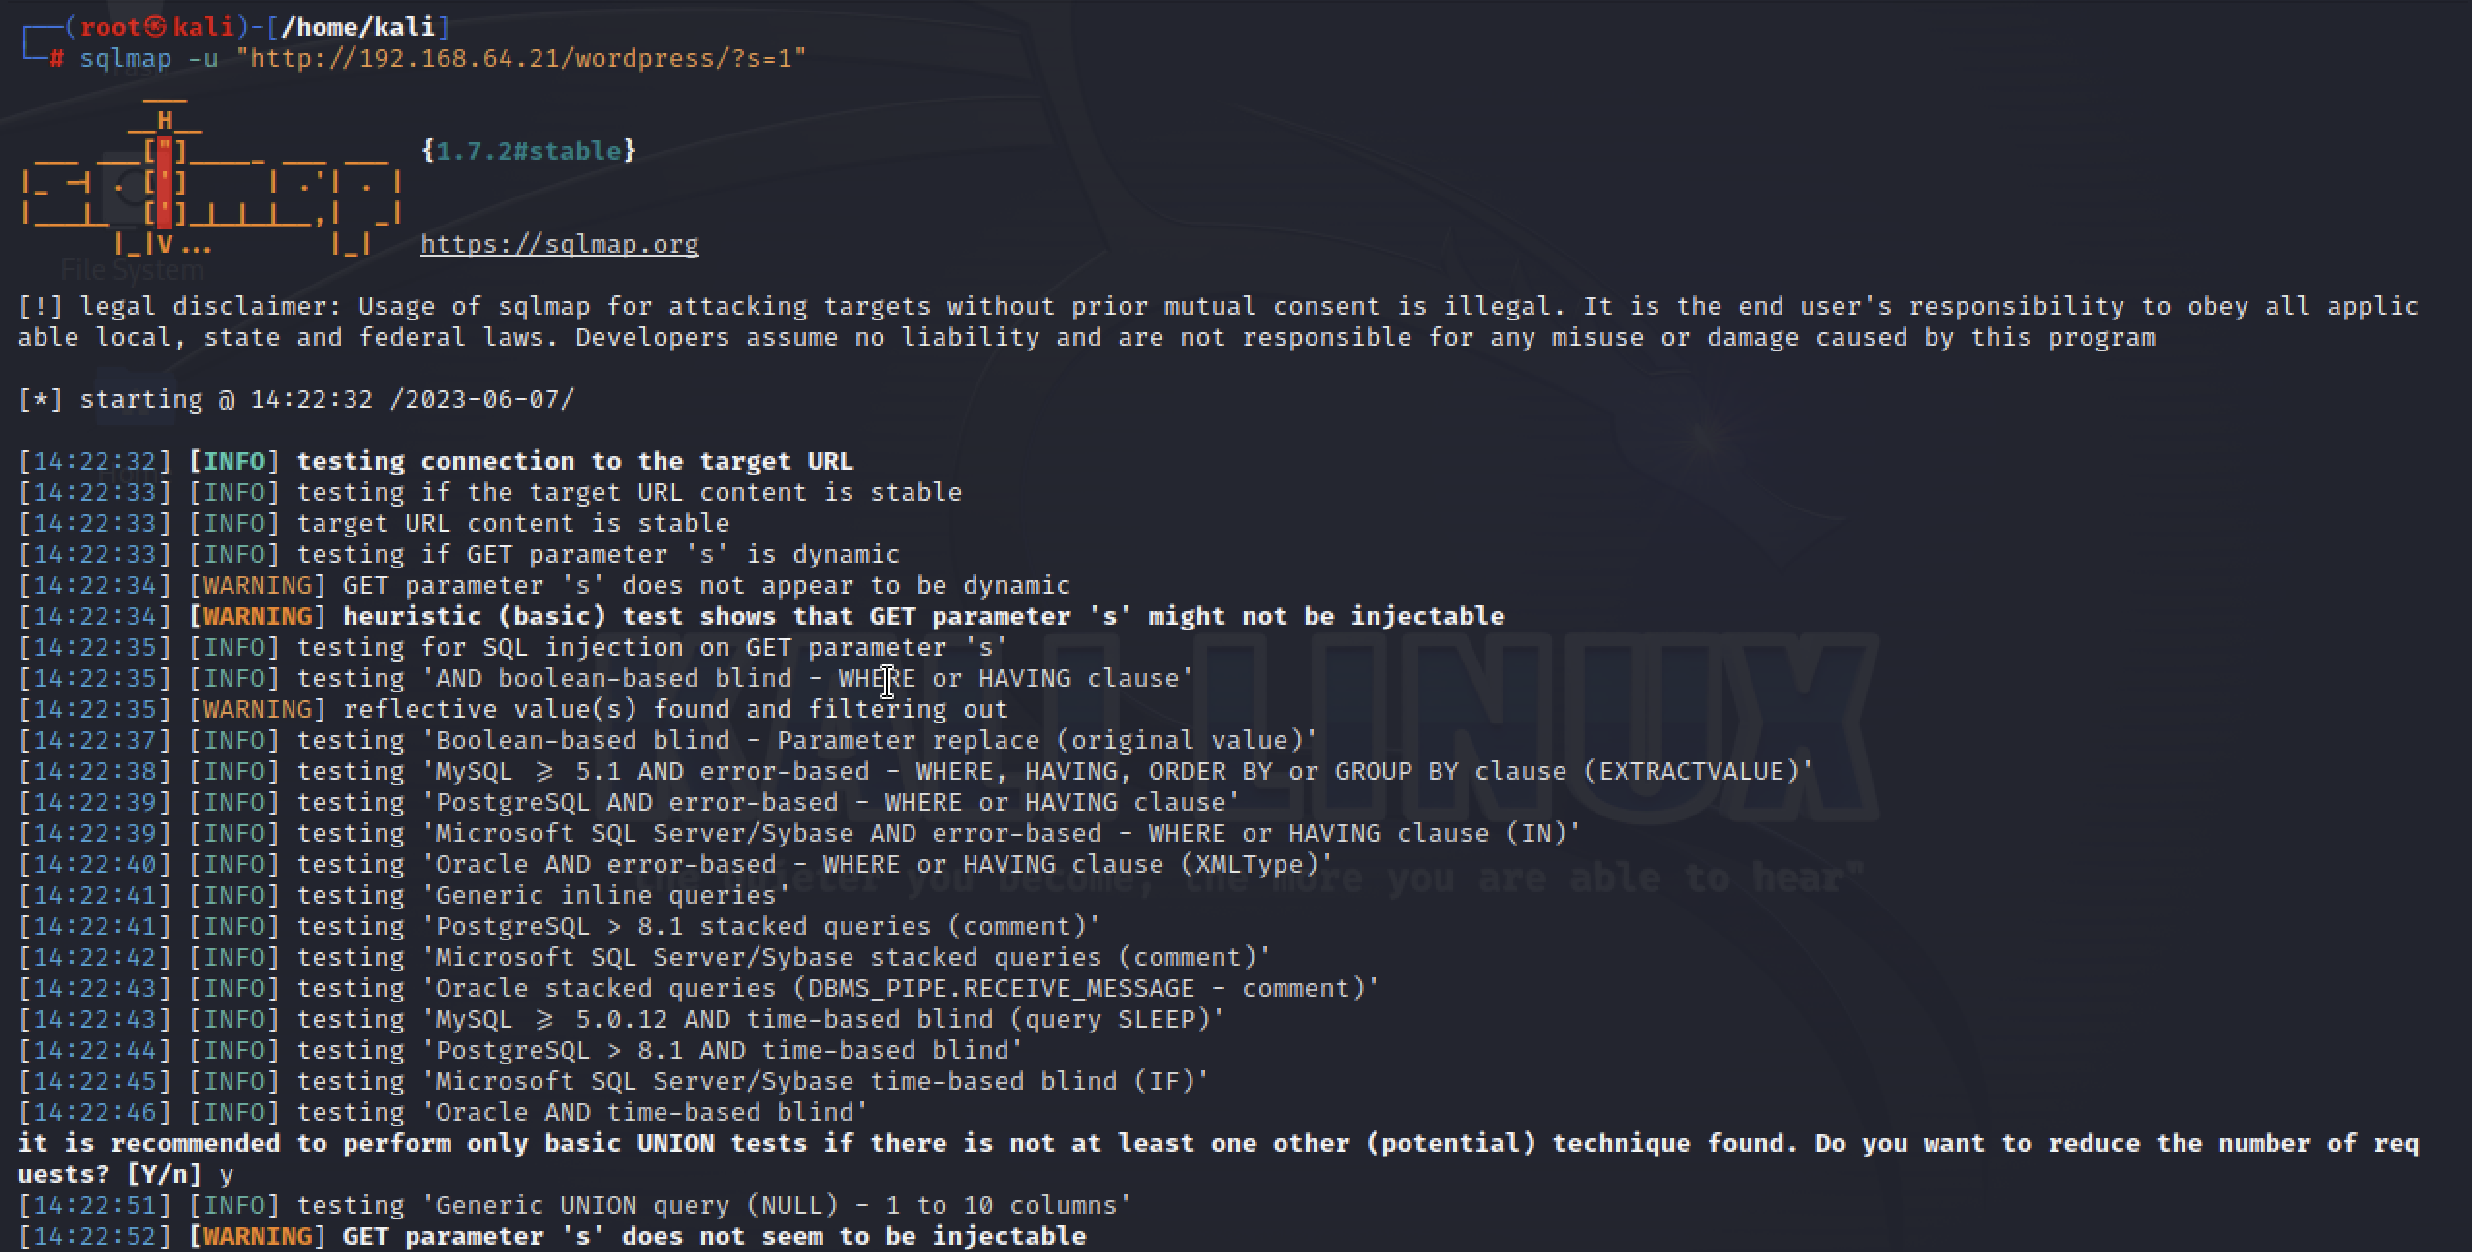 ┌──(root㉿kali)-[/home/kali]
└─# sqlmap -u "http://192.168.64.21/wordpress/?s=1"
        ___
       __H__
 ___ ___["]_____ ___ ___  {1.7.2#stable}
|_ -| . [']     | .'| . |
|___|_  [']_|_|_|__,|  _|
      |_|V...       |_|   https://sqlmap.org
File System
[!] legal disclaimer: Usage of sqlmap for attacking targets without prior mutual consent is illegal. It is the end user's responsibility to obey all applic
able local, state and federal laws. Developers assume no liability and are not responsible for any misuse or damage caused by this program
[*] starting @ 14:22:32 /2023-06-07/
[14:22:32] [INFO] testing connection to the target URL
[14:22:33] [INFO] testing if the target URL content is stable
[14:22:33] [INFO] target URL content is stable
[14:22:33] [INFO] testing if GET parameter 's' is dynamic
[14:22:34] [WARNING] GET parameter 's' does not appear to be dynamic
[14:22:34] [WARNING] heuristic (basic) test shows that GET parameter 's' might not be injectable
[14:22:35] [INFO] testing for SQL injection on GET parameter 's'
[14:22:35] [INFO] testing 'AND boolean-based blind - WHERE or HAVING clause'
[14:22:35] [WARNING] reflective value(s) found and filtering out
[14:22:37] [INFO] testing 'Boolean-based blind - Parameter replace (original value)'
[14:22:38] [INFO] testing 'MySQL ≥ 5.1 AND error-based - WHERE, HAVING, ORDER BY or GROUP BY clause (EXTRACTVALUE)'
[14:22:39] [INFO] testing 'PostgreSQL AND error-based - WHERE or HAVING clause'
[14:22:39] [INFO] testing 'Microsoft SQL Server/Sybase AND error-based - WHERE or HAVING clause (IN)'
KALI LINUX
[14:22:40] [INFO] testing 'Oracle AND error-based - WHERE or HAVING clause (XMLType)'
quieter you become, the more you are able to hear"
[14:22:41] [INFO] testing 'Generic inline queries'
[14:22:41] [INFO] testing 'PostgreSQL > 8.1 stacked queries (comment)'
[14:22:42] [INFO] testing 'Microsoft SQL Server/Sybase stacked queries (comment)'
[14:22:43] [INFO] testing 'Oracle stacked queries (DBMS_PIPE.RECEIVE_MESSAGE - comment)'
[14:22:43] [INFO] testing 'MySQL ≥ 5.0.12 AND time-based blind (query SLEEP)'
[14:22:44] [INFO] testing 'PostgreSQL > 8.1 AND time-based blind'
[14:22:45] [INFO] testing 'Microsoft SQL Server/Sybase time-based blind (IF)'
[14:22:46] [INFO] testing 'Oracle AND time-based blind'
it is recommended to perform only basic UNION tests if there is not at least one other (potential) technique found. Do you want to reduce the number of req
uests? [Y/n] y
[14:22:51] [INFO] testing 'Generic UNION query (NULL) - 1 to 10 columns'
[14:22:52] [WARNING] GET parameter 's' does not seem to be injectable